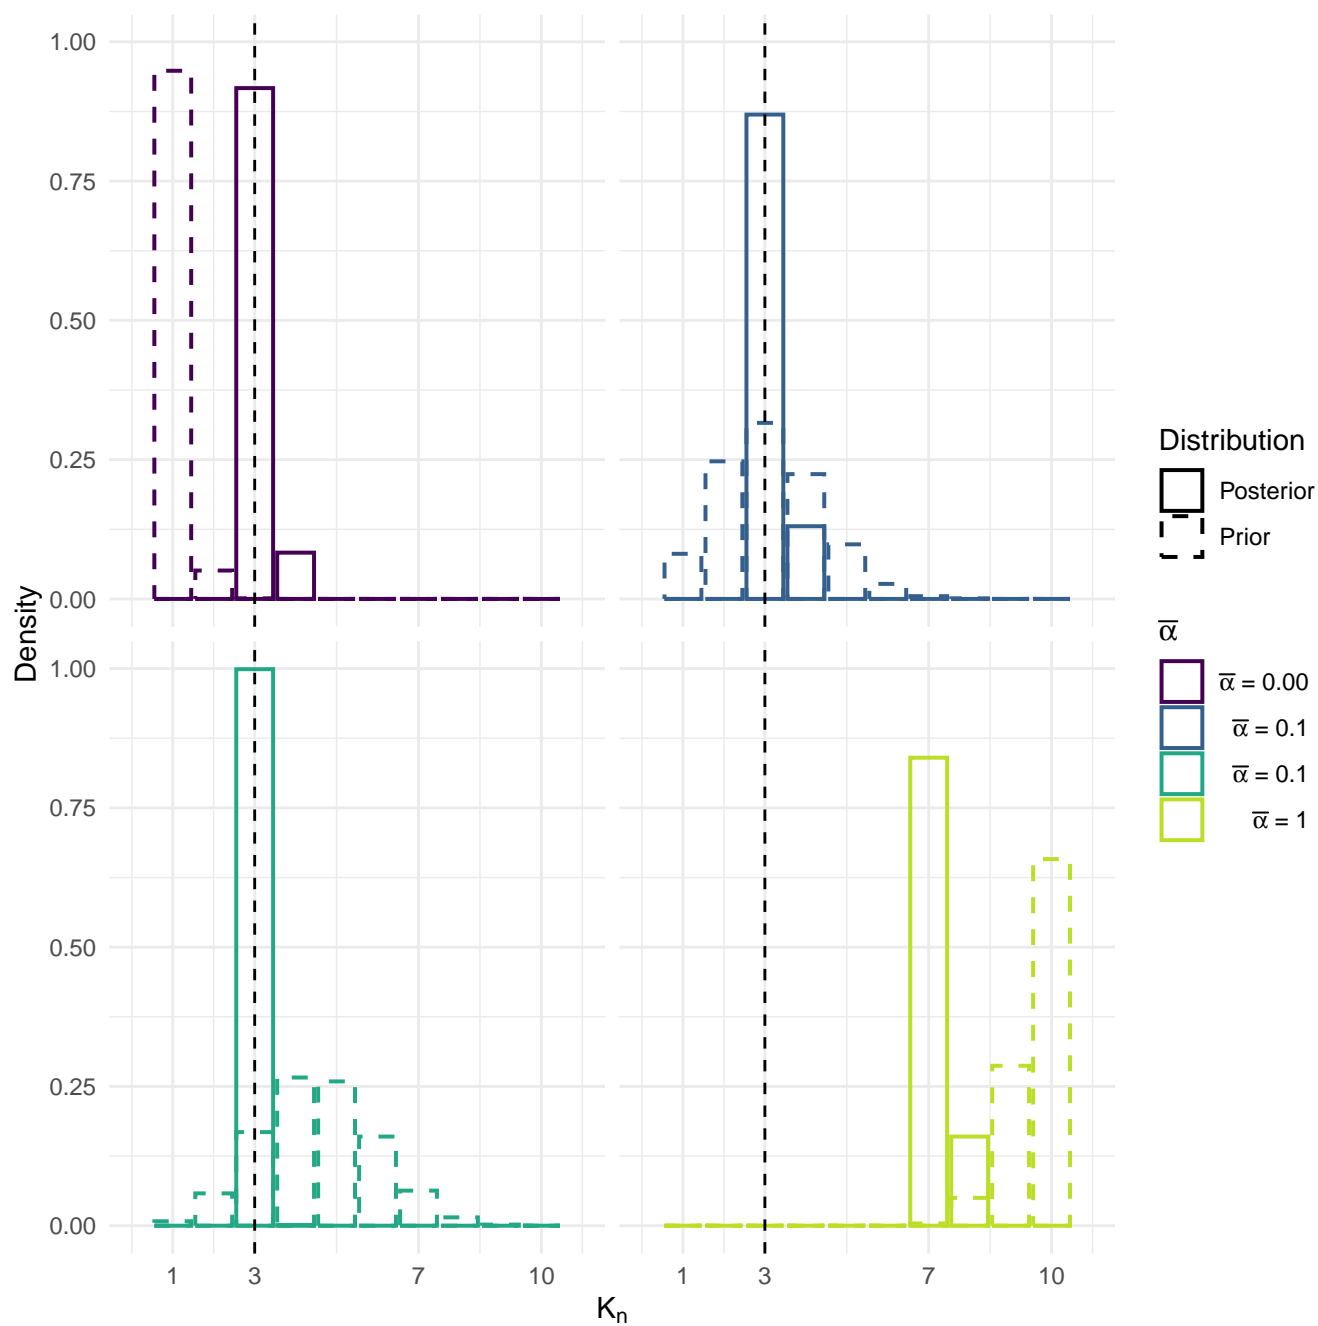 1.00
0.75
0.50
0.25
0.00
1.00
0.75
0.50
0.25
0.00
Density
1 3 7 10
1 3 7 10
Kₙ
Distribution
Posterior
Prior
α̅
α̅ = 0.00
α̅ = 0.1
α̅ = 0.1
α̅ = 1